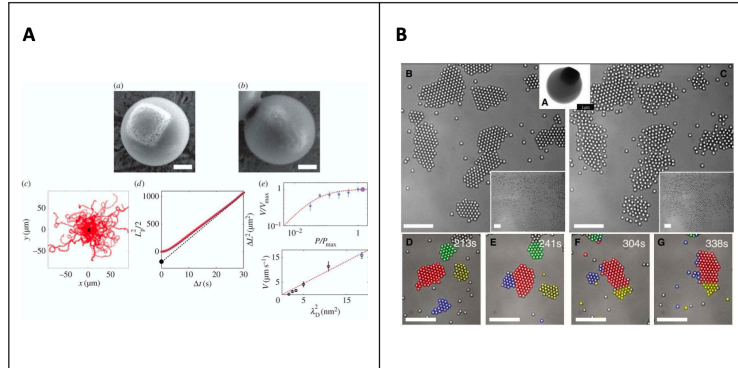 A
(a) (b)
(c) (d) (e)
y (μm)
50
0
−50
−50 0 50
x (μm)
1000
500
0
0 10 20 30
Δt (s)
ΔL² (μm²)
V/Vmax
1
10⁻¹
10⁻² 1
P/Pmax
V (μm s⁻¹)
15
10
5
0
0 10
λ²D (nm²)
B
B C
A
D 213s
E 241s
F 304s
G 338s